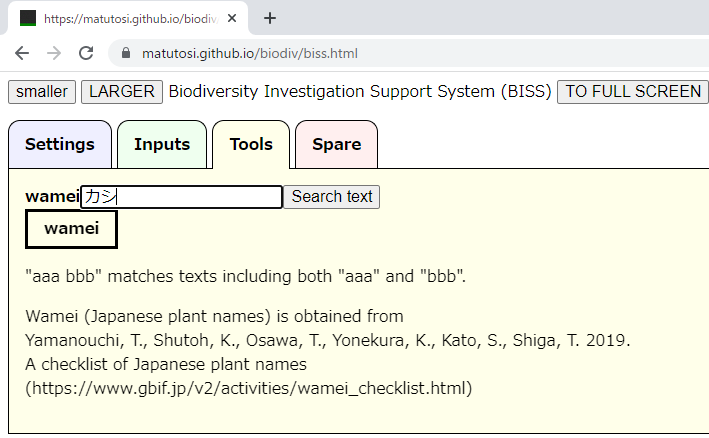 https://matutosi.github.io/biodiv
matutosi.github.io/biodiv/biss.html
smaller LARGER Biodiversity Investigation Support System (BISS) TO FULL SCREEN
Settings Inputs Tools Spare
wamei カシ Search text
wamei
"aaa bbb" matches texts including both "aaa" and "bbb".
Wamei (Japanese plant names) is obtained from
Yamanouchi, T., Shutoh, K., Osawa, T., Yonekura, K., Kato, S., Shiga, T. 2019.
A checklist of Japanese plant names
(https://www.gbif.jp/v2/activities/wamei_checklist.html)